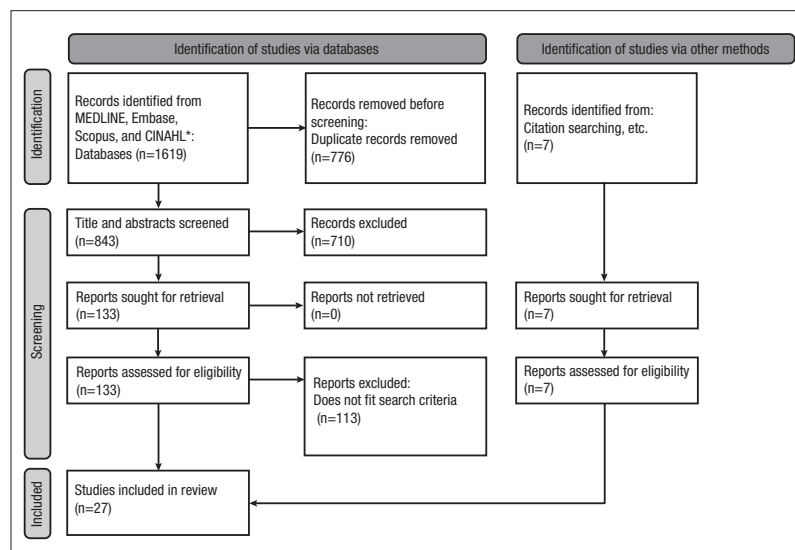 Identification of studies via databases
Identification of studies via other methods
Identification
Records identified from
MEDLINE, Embase,
Scopus, and CINAHL*:
Databases (n=1619)
Records removed before
screening:
Duplicate records removed
(n=776)
Records identified from:
Citation searching, etc.
(n=7)
Screening
Title and abstracts screened
(n=843)
Records excluded
(n=710)
Reports sought for retrieval
(n=133)
Reports not retrieved
(n=0)
Reports sought for retrieval
(n=7)
Reports assessed for eligibility
(n=133)
Reports excluded:
Does not fit search criteria
(n=113)
Reports assessed for eligibility
(n=7)
Included
Studies included in review
(n=27)